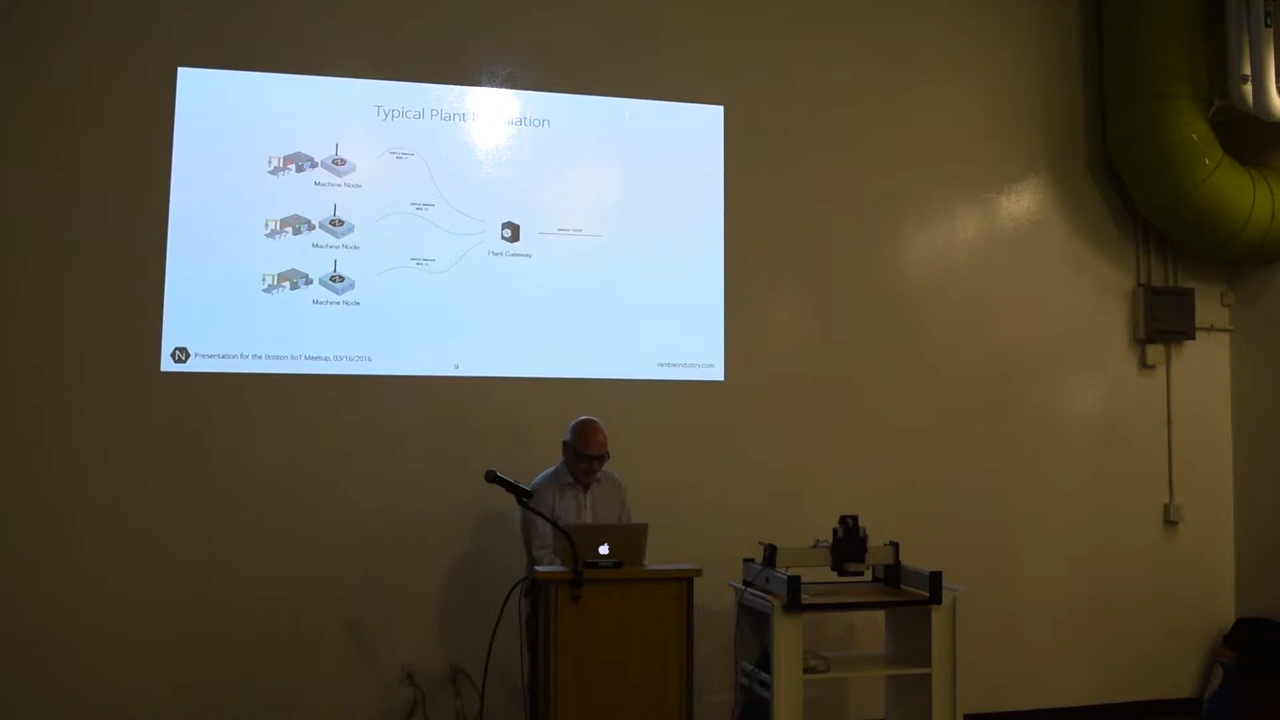 Typical Plant
Machine Node
Machine Node
Machine Node
Plant Gateway
N
Presentation for the Boston IIoT Meetup, 03/16/2016
9
nimbleindustry.com